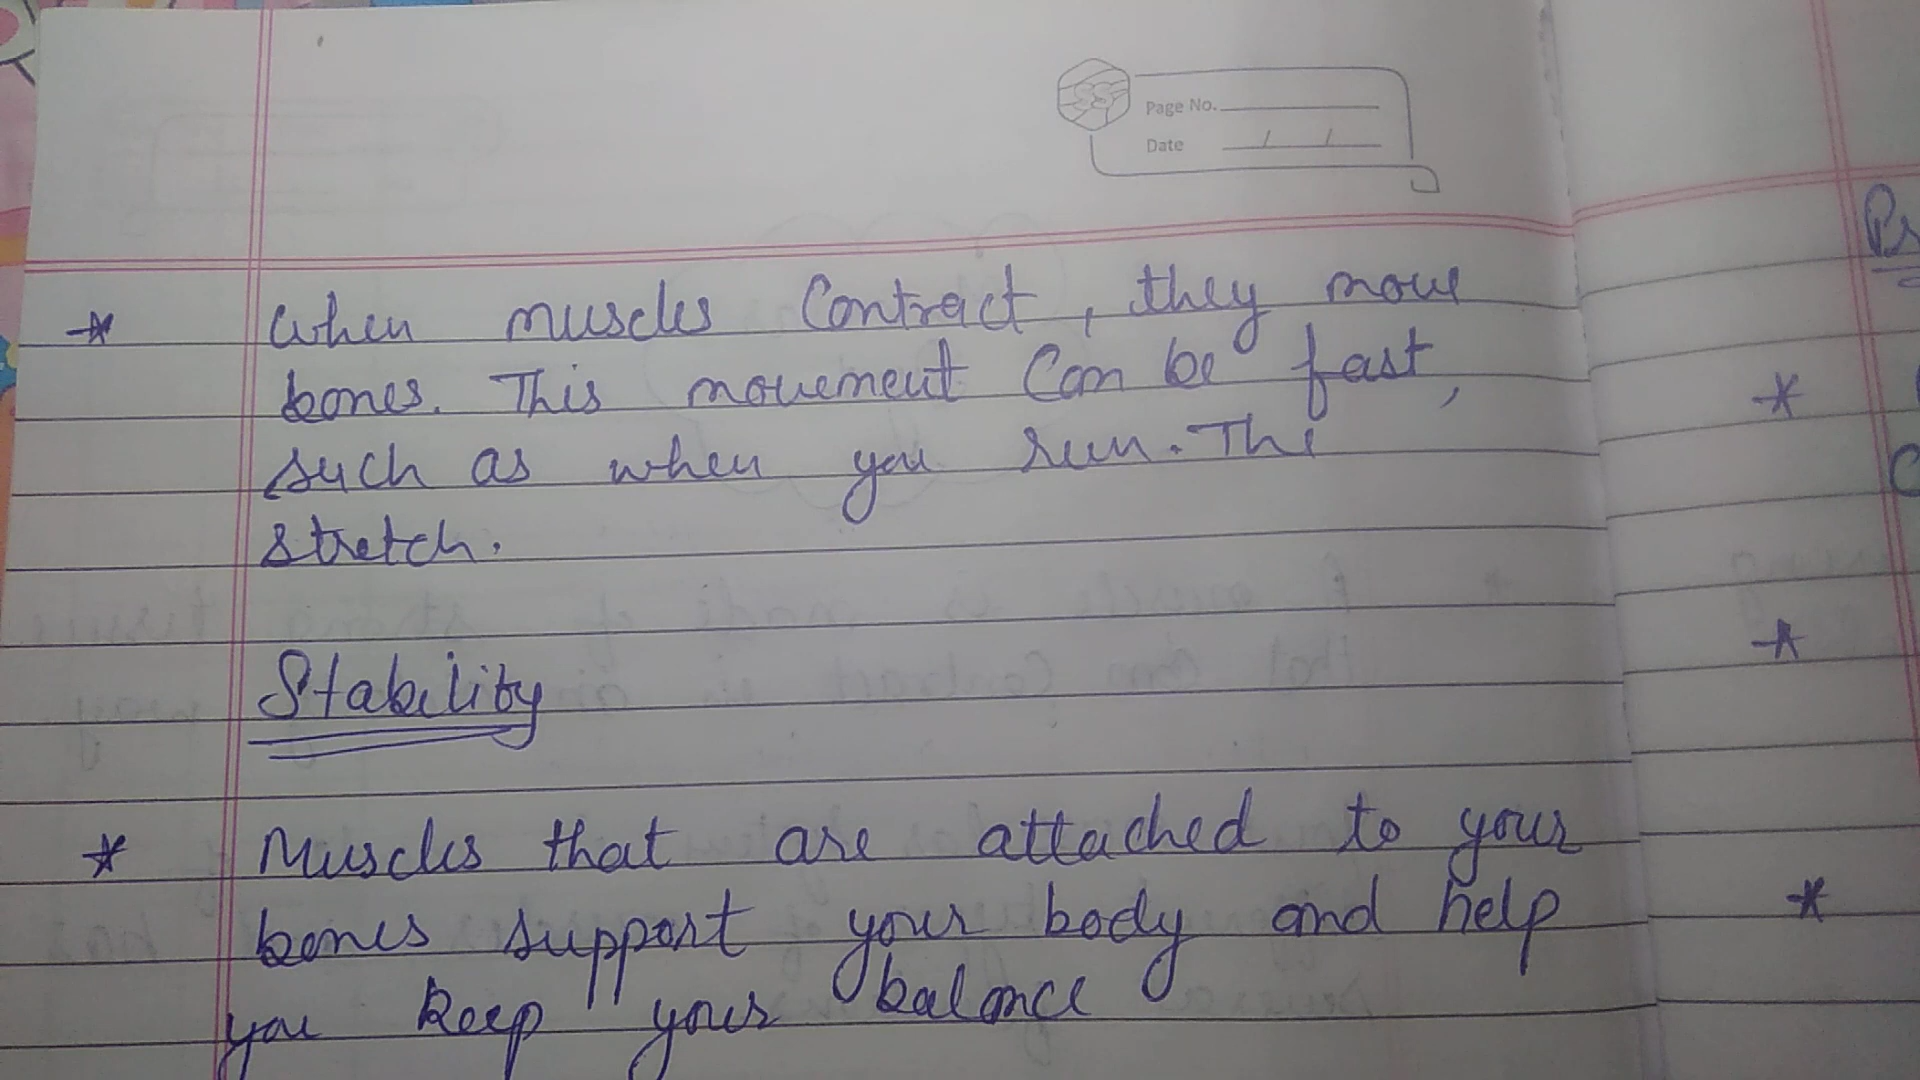 Page No.
Date / /
* When muscles Contract, they move
bones. This movement Can be fast,
such as when you run. The
stretch.
Stability
* Muscles that are attached to your
bones support your body and help
you keep your balance
*
*
*